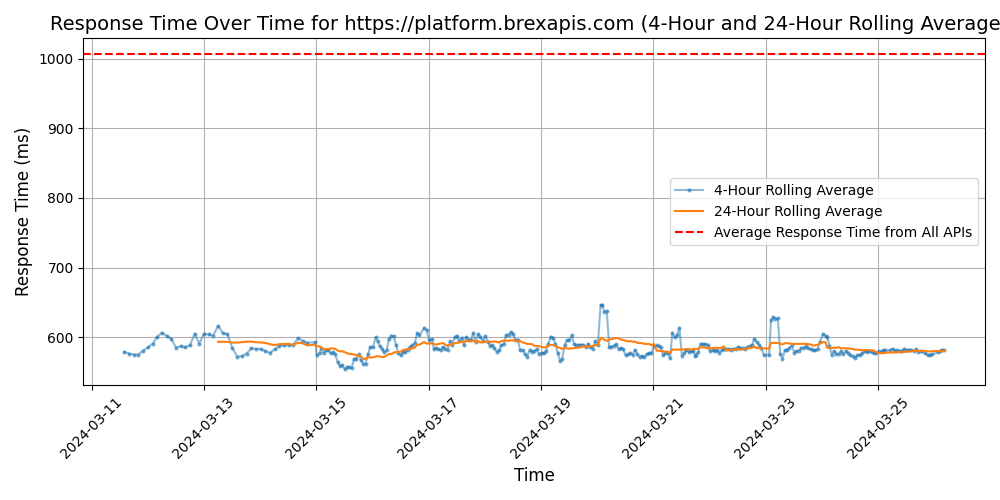 Response Time Over Time for https://platform.brexapis.com (4-Hour and 24-Hour Rolling Average
Response Time (ms)
1000
900
800
700
600
4-Hour Rolling Average
24-Hour Rolling Average
Average Response Time from All APIs
2024-03-11
2024-03-13
2024-03-15
2024-03-17
2024-03-19
2024-03-21
2024-03-23
2024-03-25
Time